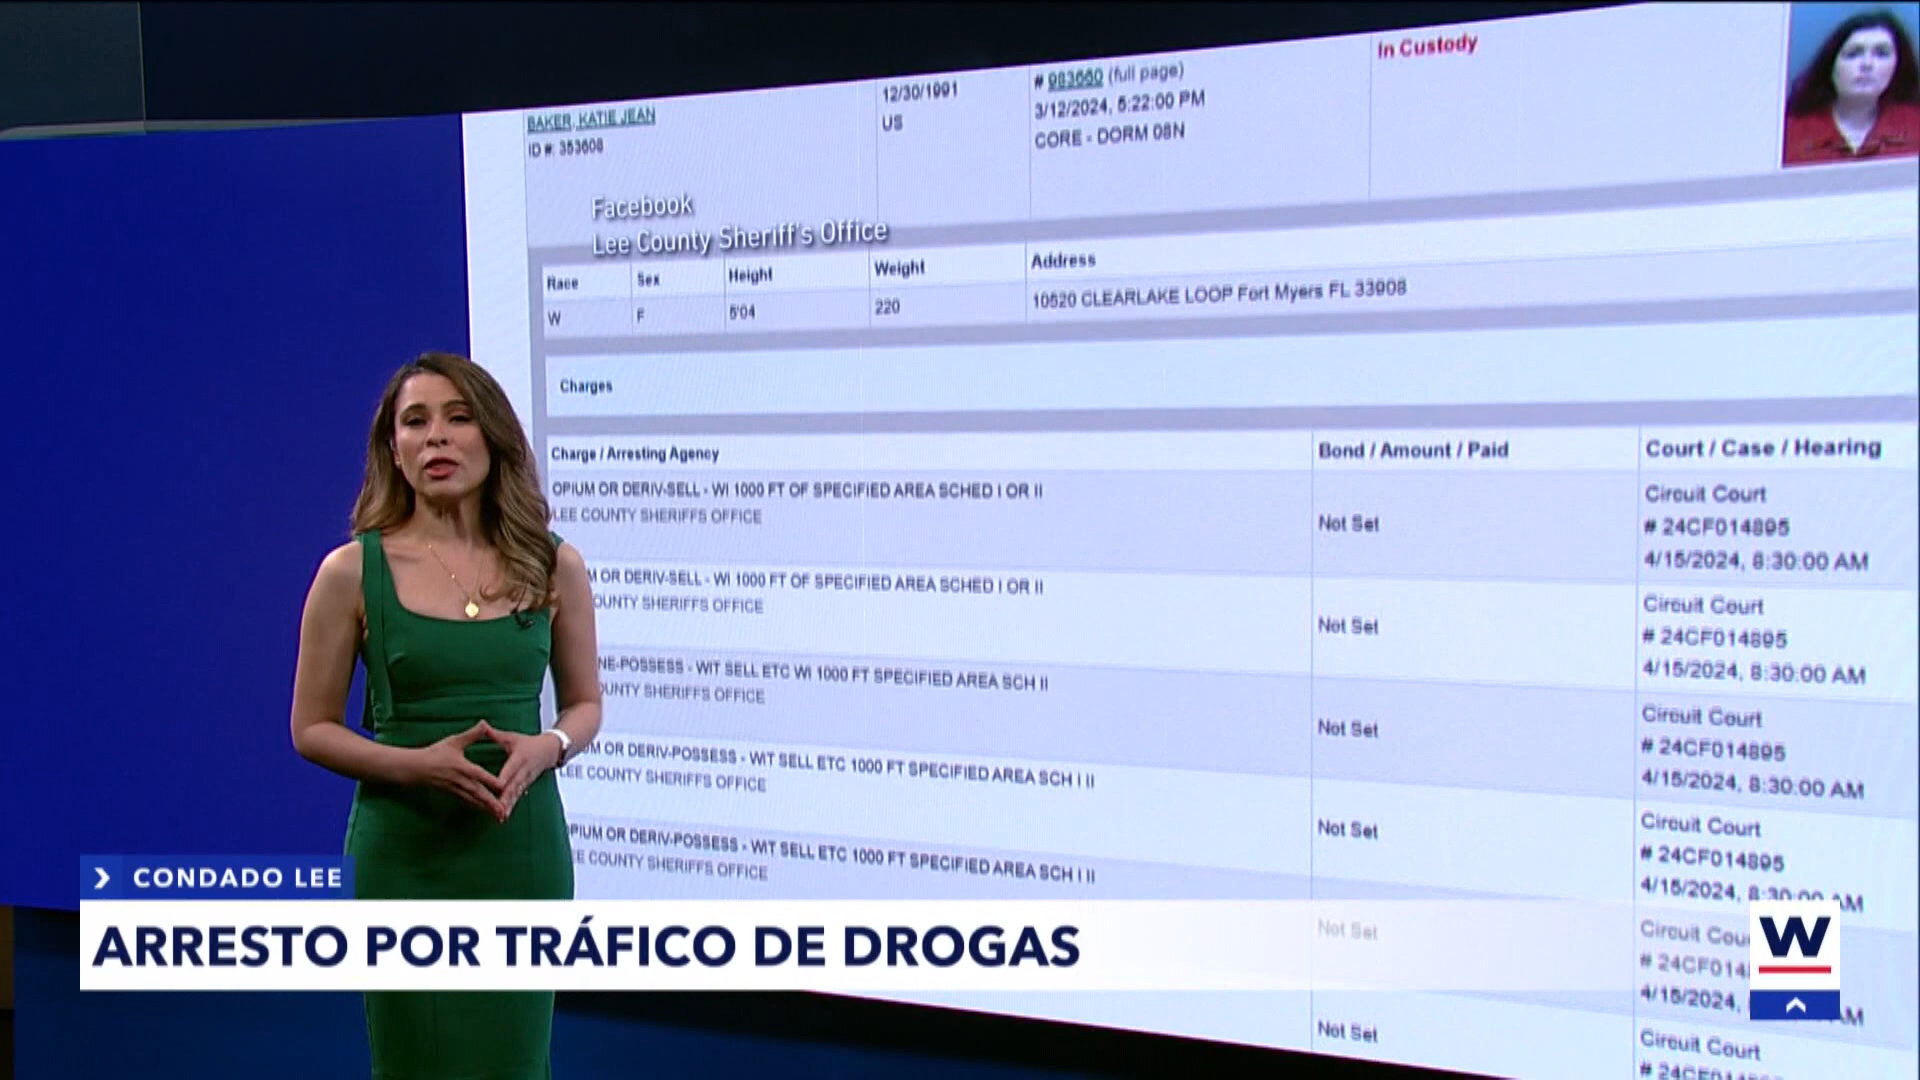 BAKER, KATIE JEAN
ID #: 353608
12/30/1991
US
# 983660 (full page)
3/12/2024, 5:22:00 PM
CORE - DORM 08N
In Custody
Facebook
Lee County Sheriff's Office
Race Sex Height Weight Address
W F 5'04 220 10520 CLEARLAKE LOOP Fort Myers FL 33908
Charges
Charge / Arresting Agency Bond / Amount / Paid Court / Case / Hearing
OPIUM OR DERIV-SELL - WI 1000 FT OF SPECIFIED AREA SCHED I OR II
LEE COUNTY SHERIFFS OFFICE
Not Set
Circuit Court
# 24CF014895
4/15/2024, 8:30:00 AM
M OR DERIV-SELL - WI 1000 FT OF SPECIFIED AREA SCHED I OR II
OUNTY SHERIFFS OFFICE
Not Set
Circuit Court
# 24CF014895
4/15/2024, 8:30:00 AM
NE-POSSESS - WIT SELL ETC WI 1000 FT SPECIFIED AREA SCH II
OUNTY SHERIFFS OFFICE
Not Set
Circuit Court
# 24CF014895
4/15/2024, 8:30:00 AM
UM OR DERIV-POSSESS - WIT SELL ETC 1000 FT SPECIFIED AREA SCH I II
LEE COUNTY SHERIFFS OFFICE
Not Set
Circuit Court
# 24CF014895
4/15/2024, 8:30:00 AM
OPIUM OR DERIV-POSSESS - WIT SELL ETC 1000 FT SPECIFIED AREA SCH I II
EE COUNTY SHERIFFS OFFICE
Not Set
Circuit Cou
# 24CF014
4/15/2024, AM
Not Set
Circuit Court
CONDADO LEE
ARRESTO POR TRÁFICO DE DROGAS
W